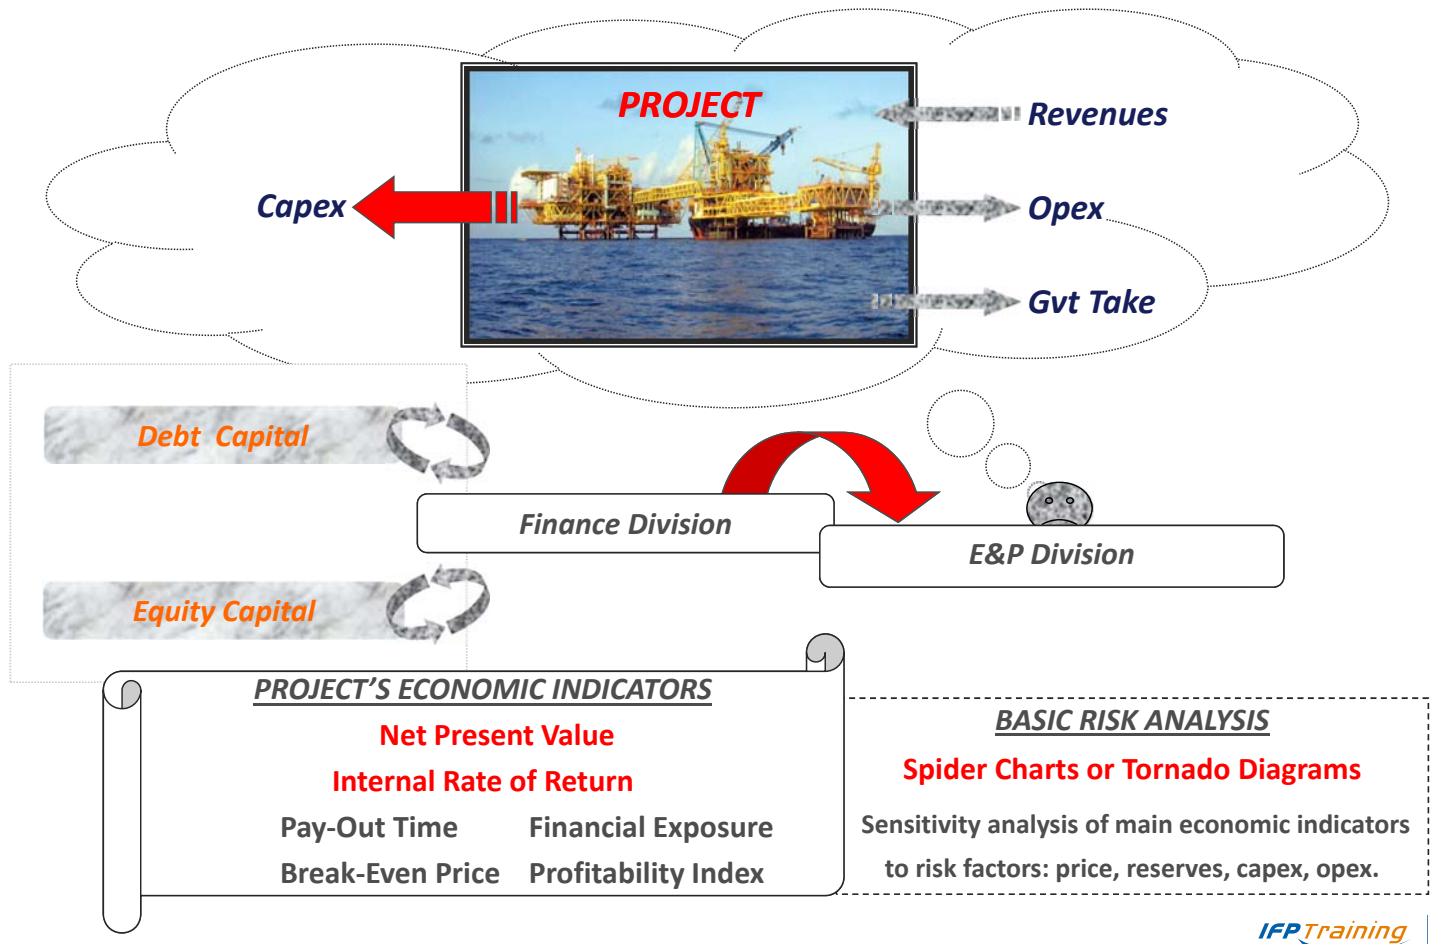 PROJECT
Revenues
Capex
Opex
Gvt Take
Debt Capital
Finance Division
E&P Division
Equity Capital
PROJECT’S ECONOMIC INDICATORS
Net Present Value
Internal Rate of Return
Pay-Out Time Financial Exposure
Break-Even Price Profitability Index
BASIC RISK ANALYSIS
Spider Charts or Tornado Diagrams
Sensitivity analysis of main economic indicators
to risk factors: price, reserves, capex, opex.
IFPTraining